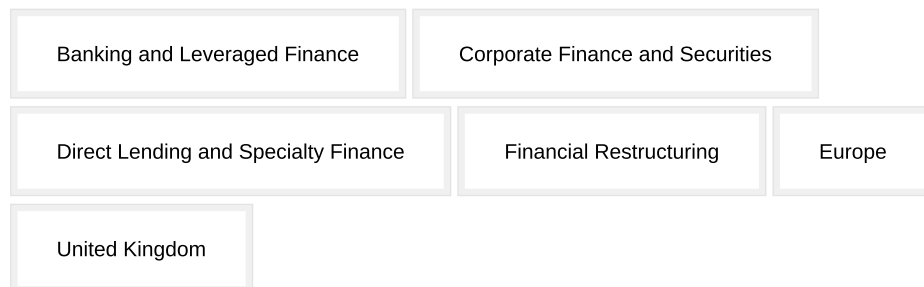 Banking and Leveraged Finance Corporate Finance and Securities
Direct Lending and Specialty Finance Financial Restructuring Europe
United Kingdom